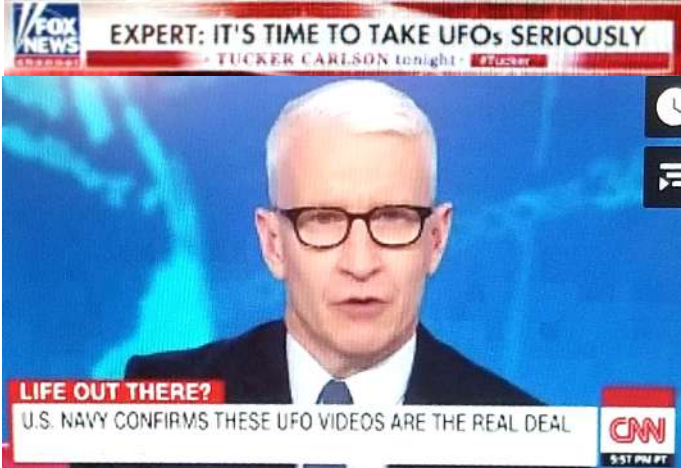 FOX
NEWS
channel
EXPERT: IT'S TIME TO TAKE UFOs SERIOUSLY
TUCKER CARLSON tonight
#Tucker
LIFE OUT THERE?
U.S. NAVY CONFIRMS THESE UFO VIDEOS ARE THE REAL DEAL
CNN
5:57 PM PT